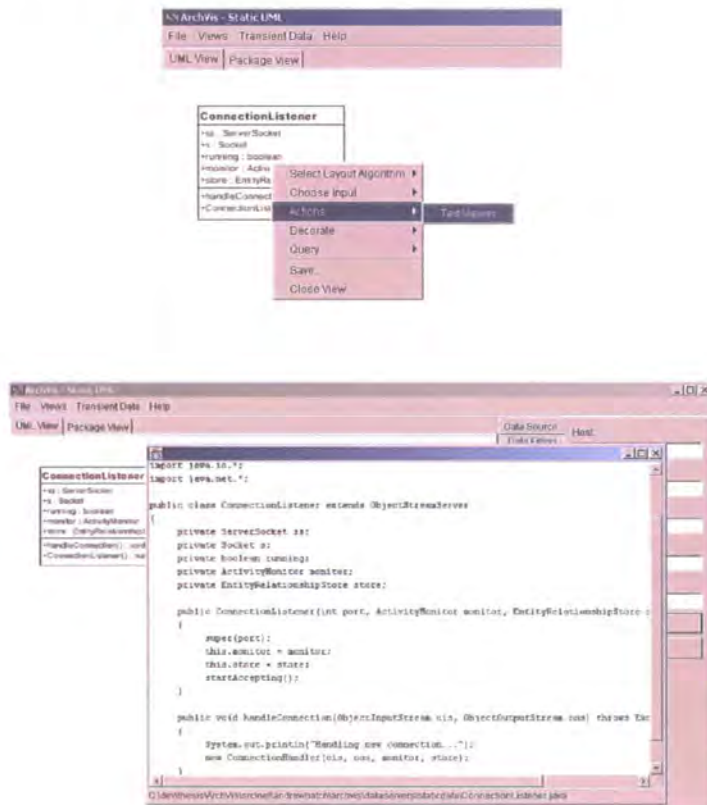 ArchVis - Static UML
File Views Transient Data Help
UML View Package View
ConnectionListener
+ss : ServerSocket
+s : Socket
+running : boolean
+monitor : Activi
+store : EntityRe
+handleConnect
+ConnectionList
Select Layout Algorithm
Choose Input
Actions
Text Viewer
Decorate
Query
Save..
Close View
ArchVis - Static UML
File Views Transient Data Help
UML View Package View
Data Source
Host:
ConnectionListener
+ss : ServerSocket
+s : Socket
+running : boolean
+monitor : ActivityMonitor
+store : EntityRelationship
+handleConnection() : void
+ConnectionListener()
import java.io.*;
import java.net.*;
public class ConnectionListener extends ObjectStreamServer
{
private ServerSocket ss;
private Socket s;
private boolean running;
private ActivityMonitor monitor;
private EntityRelationshipStore store;
public ConnectionListener(int port, ActivityMonitor monitor, EntityRelationshipStore s
{
super(port);
this.monitor = monitor;
this.store = store;
startAccepting();
}
public void handleConnection(ObjectInputStream ois, ObjectOutputStream oos) throws Exc
{
System.out.println("Handling new connection...");
new ConnectionHandler(ois, oos, monitor, store);
}